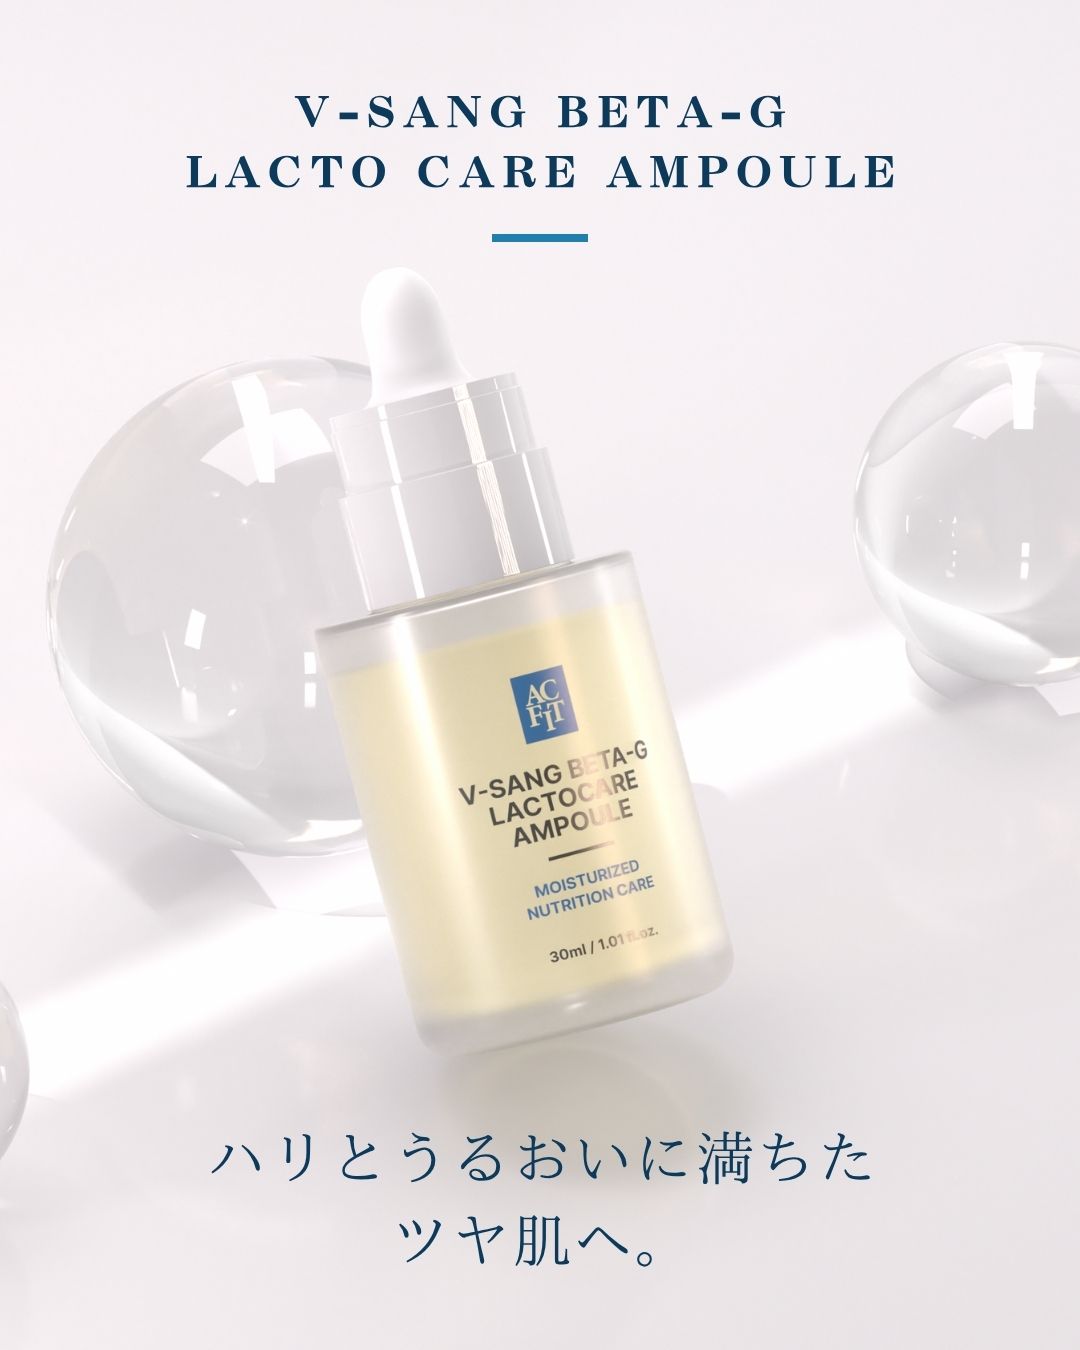 V-SANG BETA-G
LACTO CARE AMPOULE
AC
FIT
V-SANG BETA-G
LACTOCARE
AMPOULE
MOISTURIZED
NUTRITION CARE
30ml / 1.01 fl.oz.
ハリとうるおいに満ちた
ツヤ肌へ。